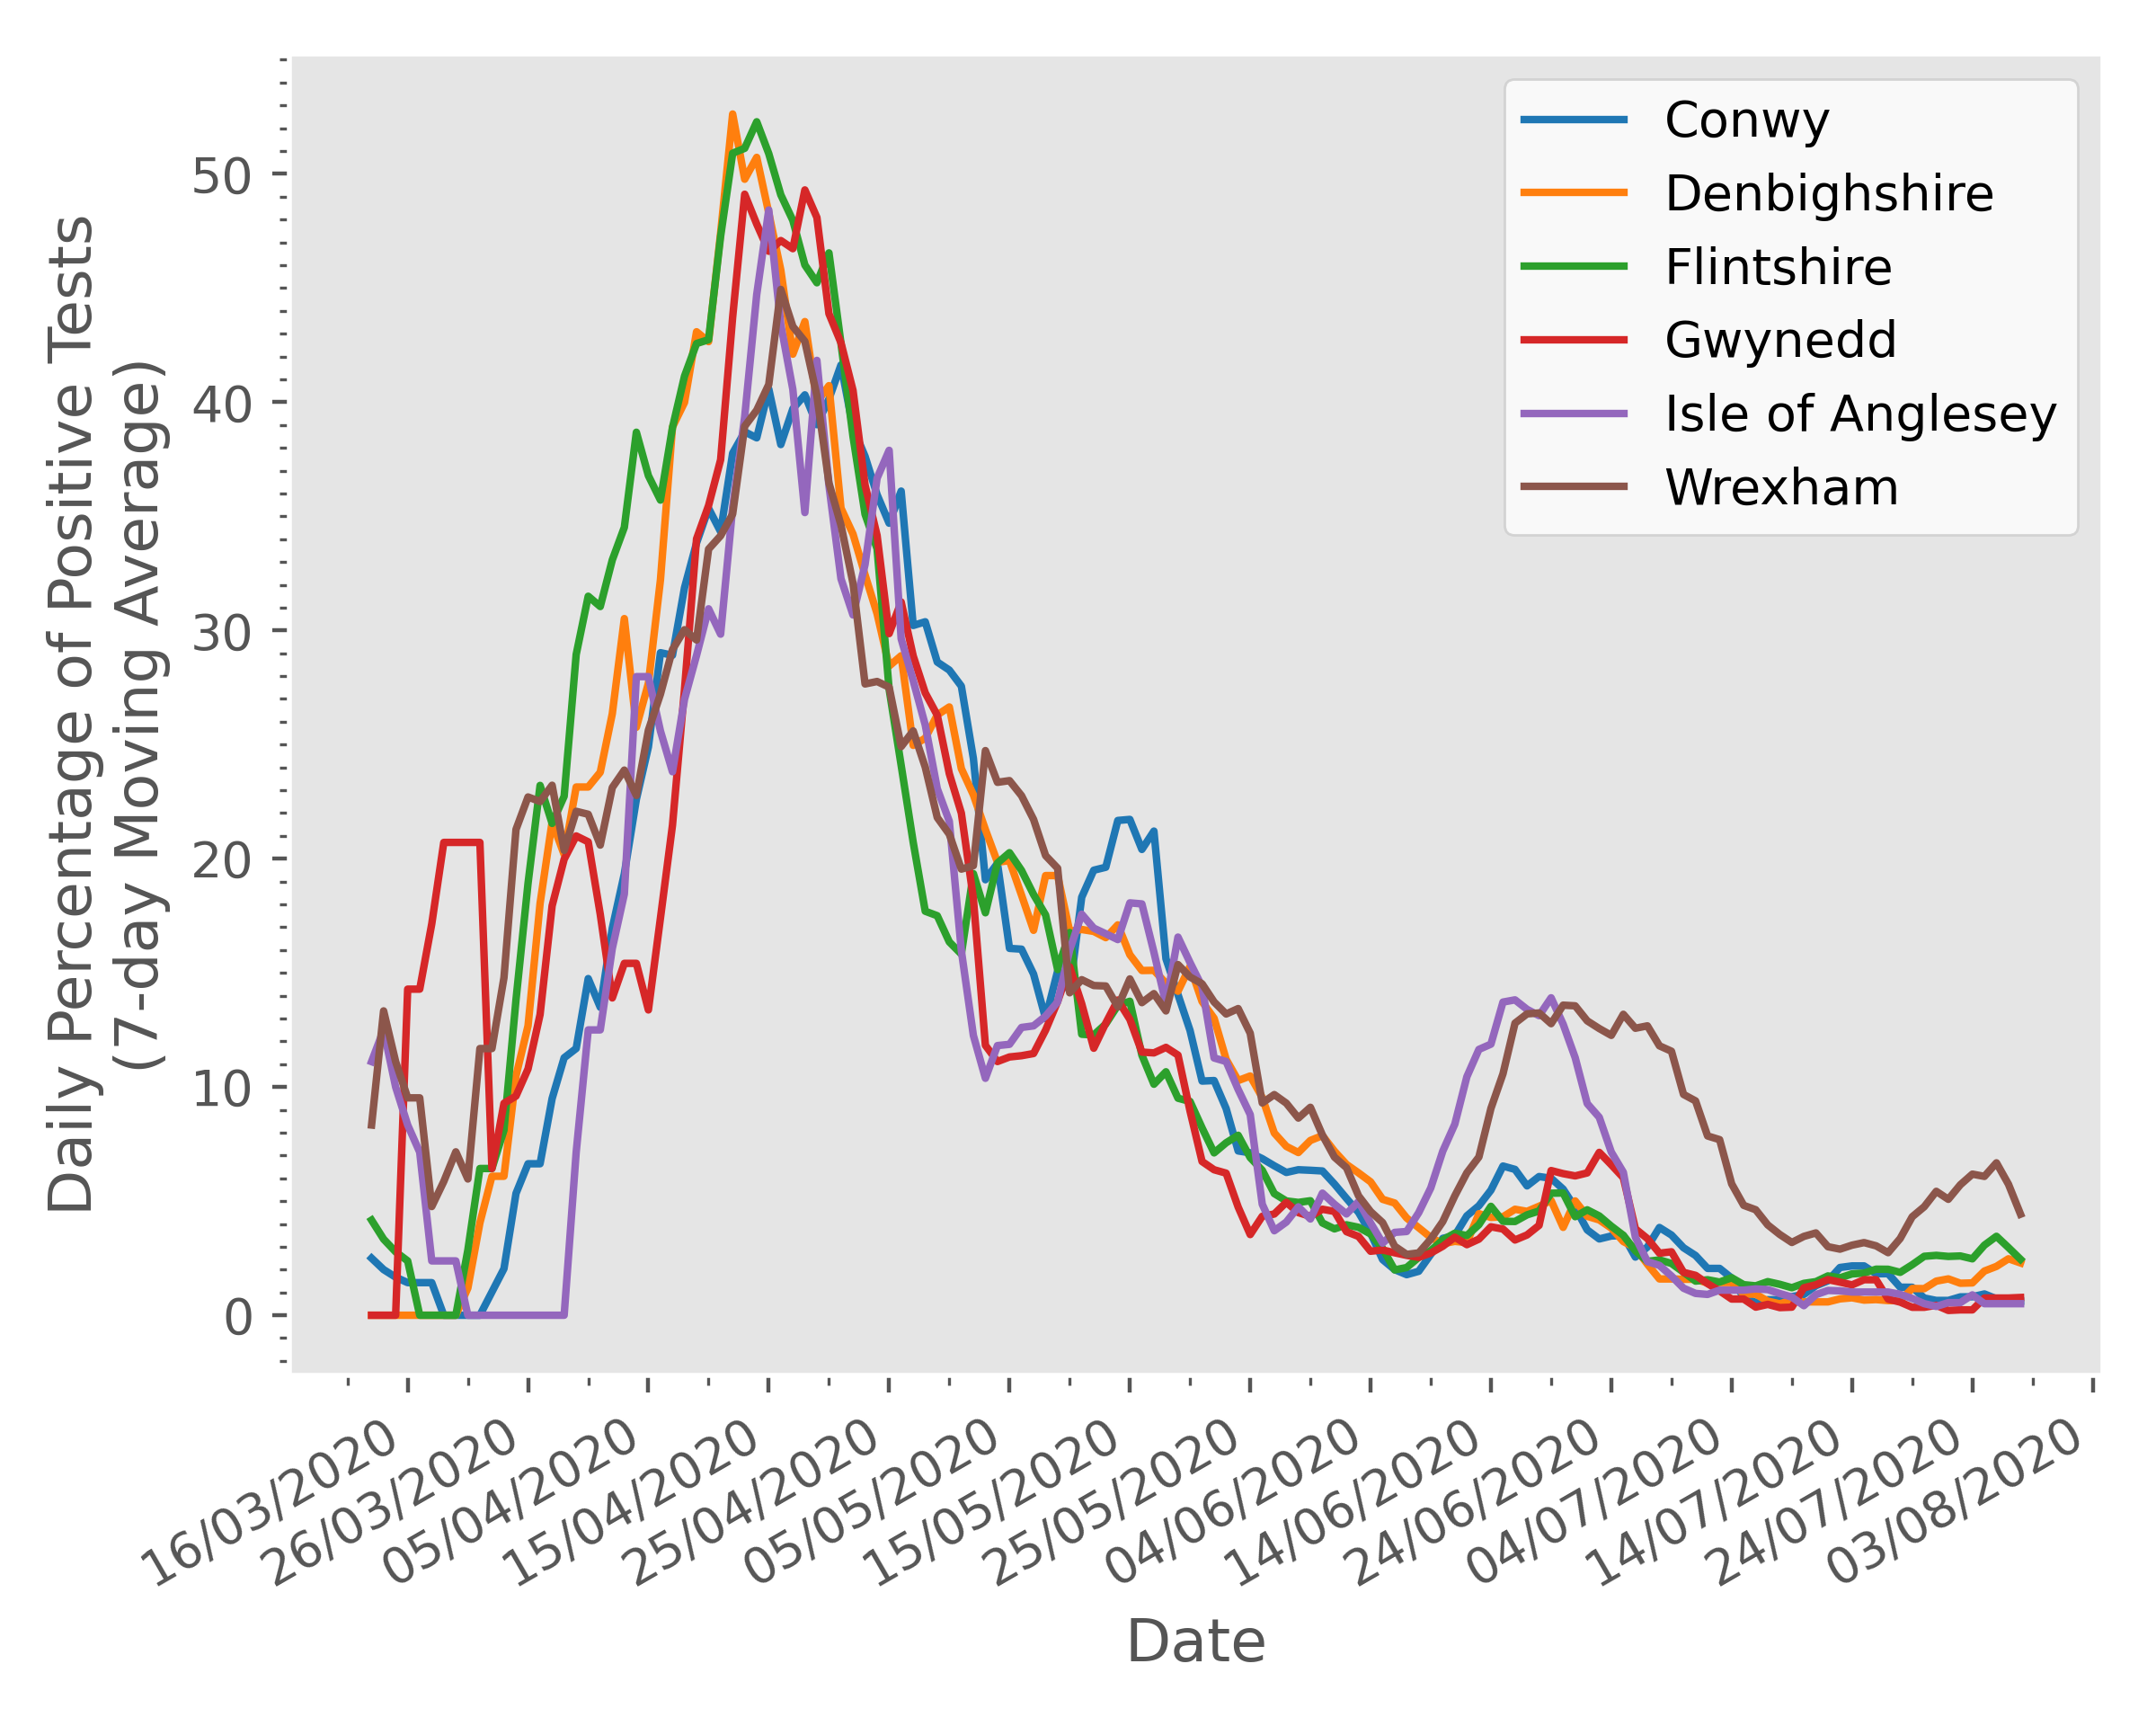 Daily Percentage of Positive Tests
(7-day Moving Average)
50
40
30
20
10
0
Conwy
Denbighshire
Flintshire
Gwynedd
Isle of Anglesey
Wrexham
16/03/2020
26/03/2020
05/04/2020
15/04/2020
25/04/2020
05/05/2020
15/05/2020
25/05/2020
04/06/2020
14/06/2020
24/06/2020
04/07/2020
14/07/2020
24/07/2020
03/08/2020
Date